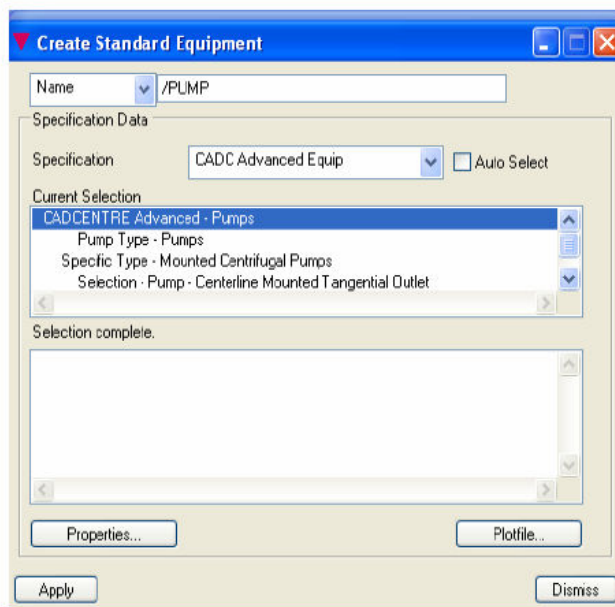 Create Standard Equipment
Name /PUMP
Specification Data
Specification CADC Advanced Equip Auto Select
Current Selection
CADCENTRE Advanced - Pumps
Pump Type - Pumps
Specific Type - Mounted Centrifugal Pumps
Selection - Pump - Centerline Mounted Tangential Outlet
Selection complete.
Properties... Plotfile...
Apply Dismiss